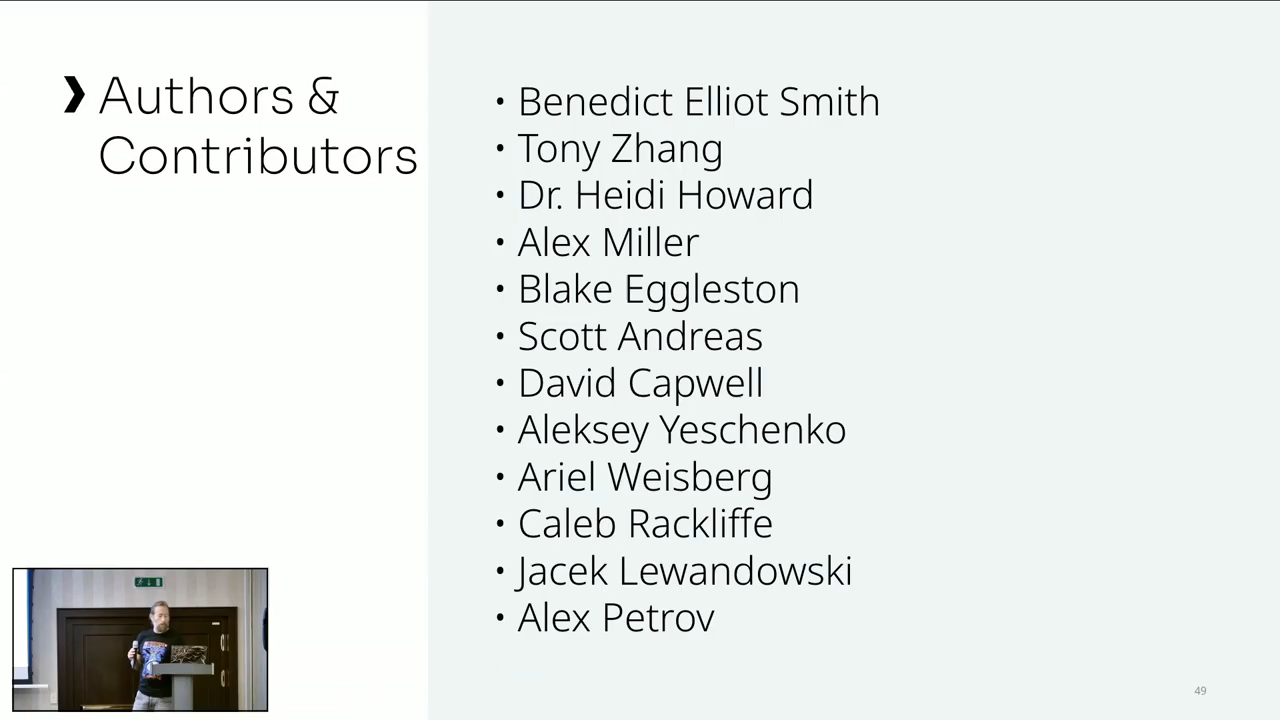 Authors &
Contributors
• Benedict Elliot Smith
• Tony Zhang
• Dr. Heidi Howard
• Alex Miller
• Blake Eggleston
• Scott Andreas
• David Capwell
• Aleksey Yeschenko
• Ariel Weisberg
• Caleb Rackliffe
• Jacek Lewandowski
• Alex Petrov
49